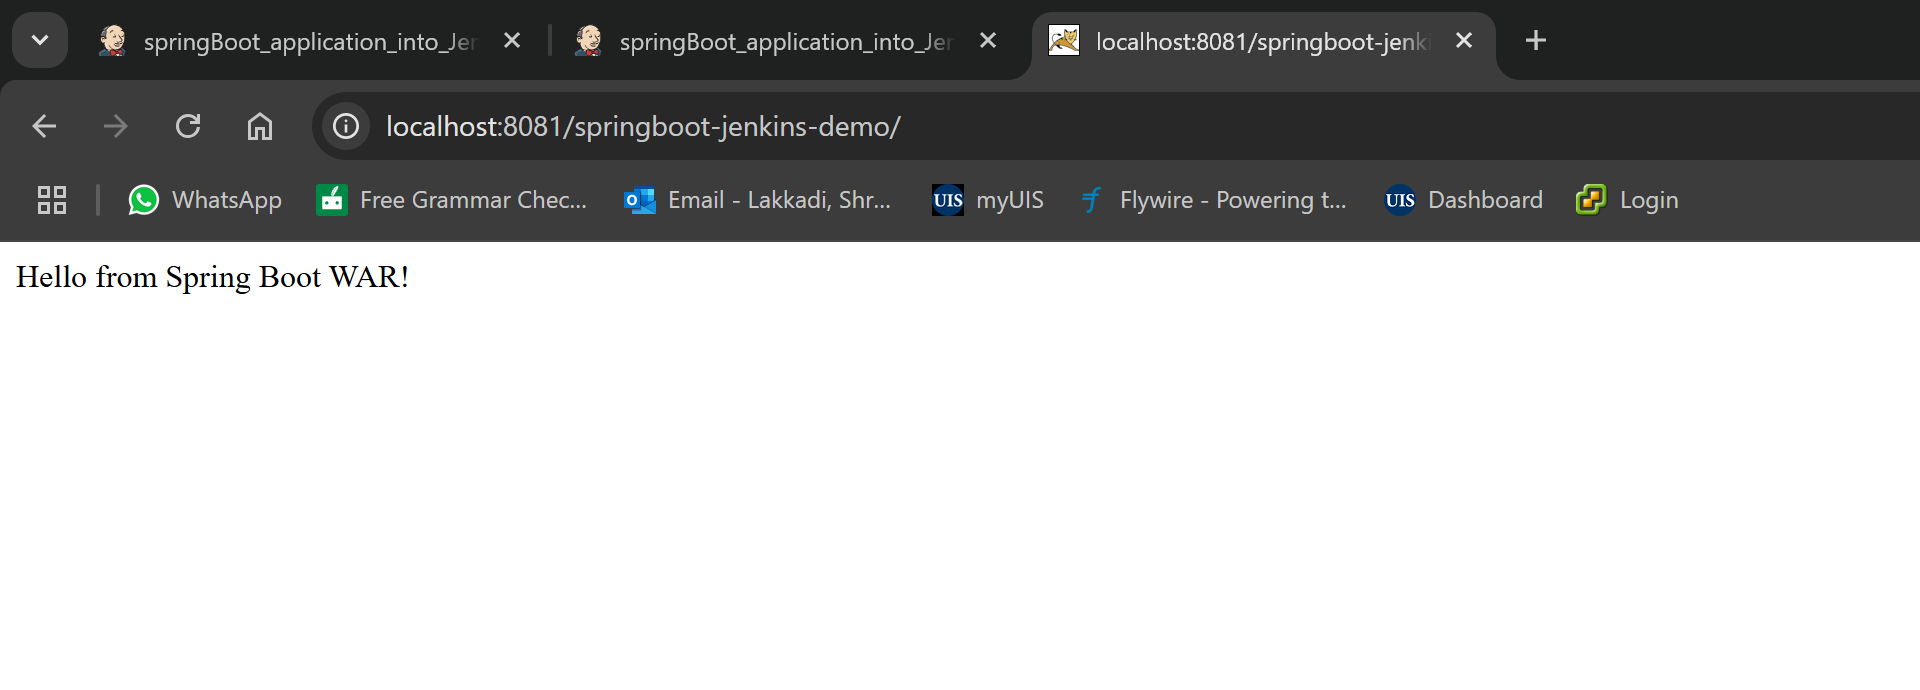 springBoot_application_into_Jer
springBoot_application_into_Jer
localhost:8081/springboot-jenki
localhost:8081/springboot-jenkins-demo/
WhatsApp
Free Grammar Chec...
Email - Lakkadi, Shr...
UIS myUIS
Flywire - Powering t...
UIS Dashboard
Login
Hello from Spring Boot WAR!